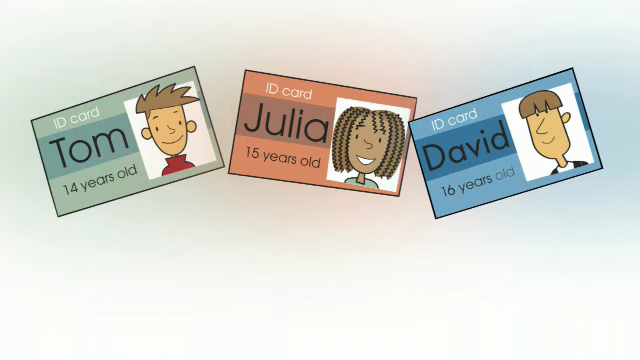 ID card
Tom
14 years old
ID card
Julia
15 years old
ID card
David
16 years old